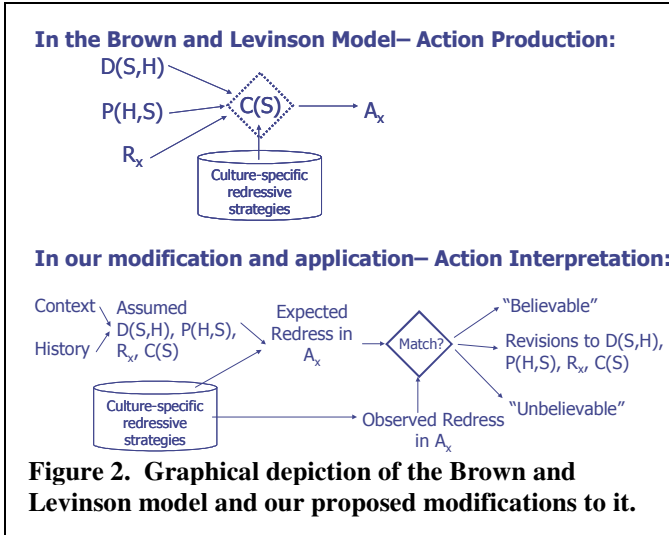 In the Brown and Levinson Model– Action Production:
D(S,H)
P(H,S)
Rx
C(S)
Ax
Culture-specific
redressive
strategies
In our modification and application– Action Interpretation:
Context
History
Assumed
D(S,H), P(H,S),
Rx, C(S)
Expected
Redress in
Ax
Match?
"Believable"
Revisions to D(S,H),
P(H,S), Rx, C(S)
"Unbelievable"
Culture-specific
redressive
strategies
Observed Redress
in Ax
Figure 2. Graphical depiction of the Brown and
Levinson model and our proposed modifications to it.